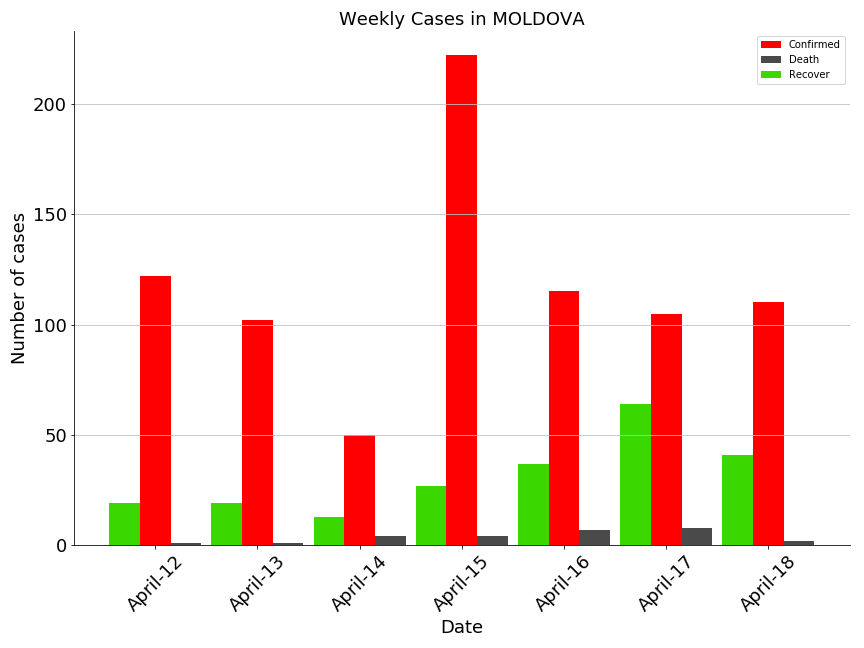 Weekly Cases in MOLDOVA
Confirmed
Death
Recover
Number of cases
200
150
100
50
0
April-12
April-13
April-14
April-15
April-16
April-17
April-18
Date